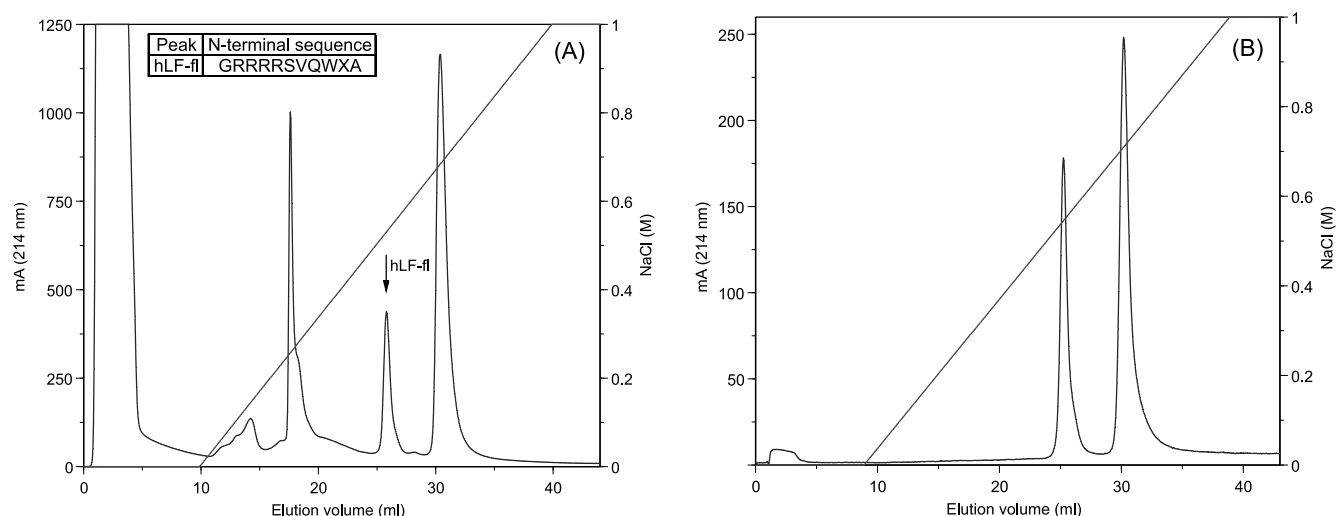 (A)
Peak N-terminal sequence
hLF-fl GRRRRSVQWXA
hLF-fl
mA (214 nm)
1250
1000
750
500
250
0
NaCl (M)
1
0.8
0.6
0.4
0.2
0
0 10 20 30 40
Elution volume (ml)
(B)
mA (214 nm)
250
200
150
100
50
NaCl (M)
1
0.8
0.6
0.4
0.2
0
0 10 20 30 40
Elution volume (ml)